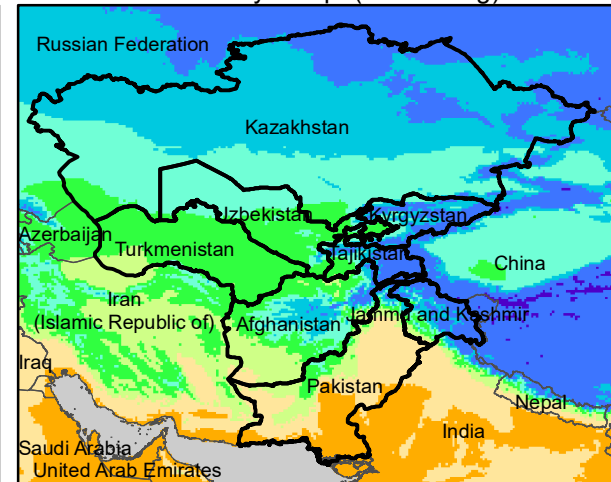 Russian Federation
Kazakhstan
Uzbekistan
Kyrgyzstan
Azerbaijan
Turkmenistan
Tajikistan
China
Iran
(Islamic Republic of)
Afghanistan
Jammu and Kashmir
Iraq
Pakistan
Nepal
India
Saudi Arabia
United Arab Emirates